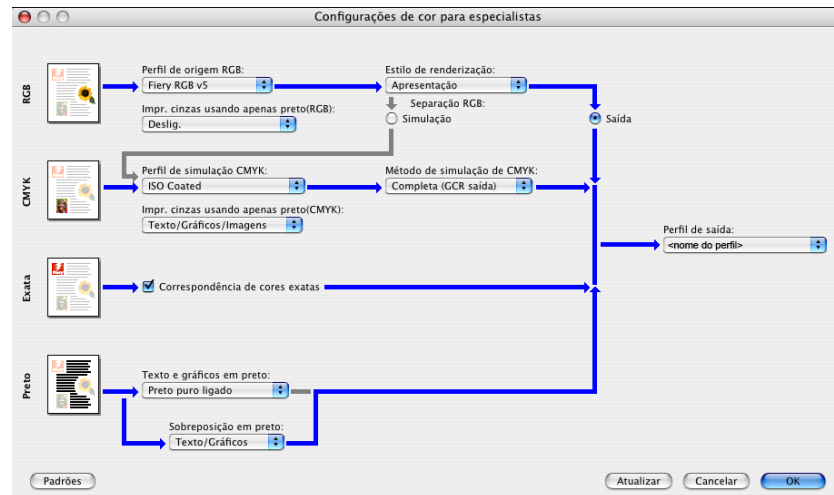 Configurações de cor para especialistas
RGB
Perfil de origem RGB:
Fiery RGB v5
Estilo de renderização:
Apresentação
Impr. cinzas usando apenas preto(RGB):
Deslig.
Separação RGB:
Simulação
Saída
CMYK
Perfil de simulação CMYK:
ISO Coated
Método de simulação de CMYK:
Completa (GCR saída)
Impr. cinzas usando apenas preto(CMYK):
Texto/Gráficos/Imagens
Perfil de saída:
<nome do perfil>
Exata
Correspondência de cores exatas
Preto
Texto e gráficos em preto:
Preto puro ligado
Sobreposição em preto:
Texto/Gráficos
Padrões
Atualizar
Cancelar
OK